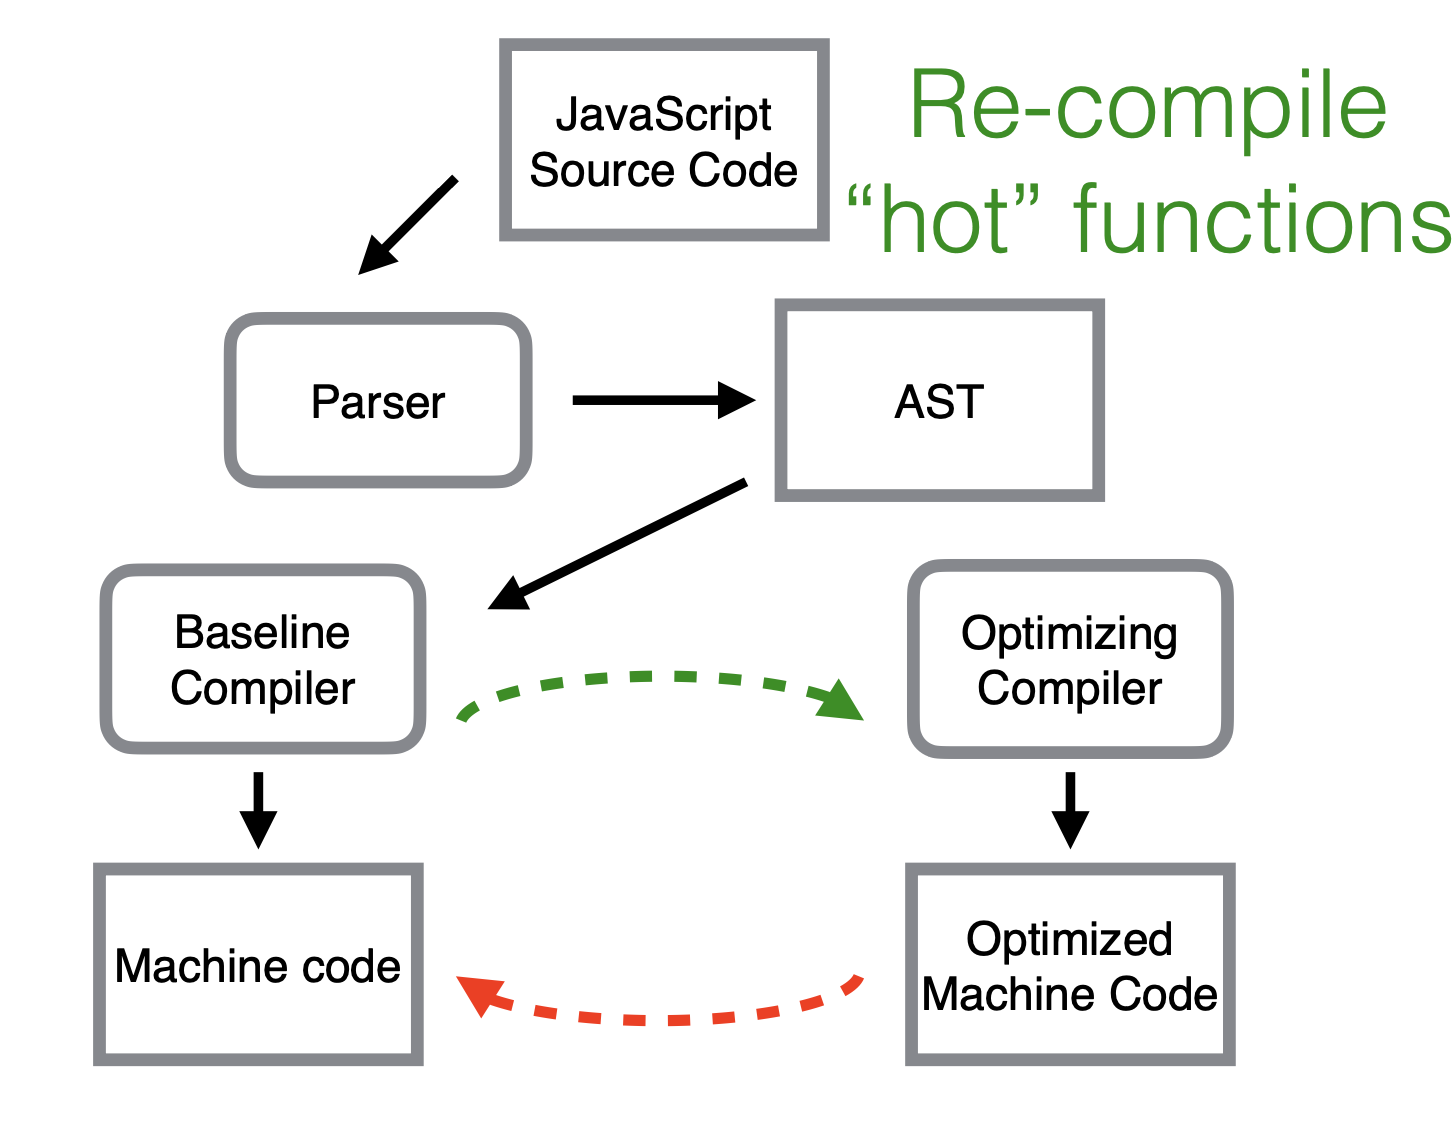 JavaScript
Source Code
Re-compile
“hot” functions
Parser
AST
Baseline
Compiler
Optimizing
Compiler
Machine code
Optimized
Machine Code